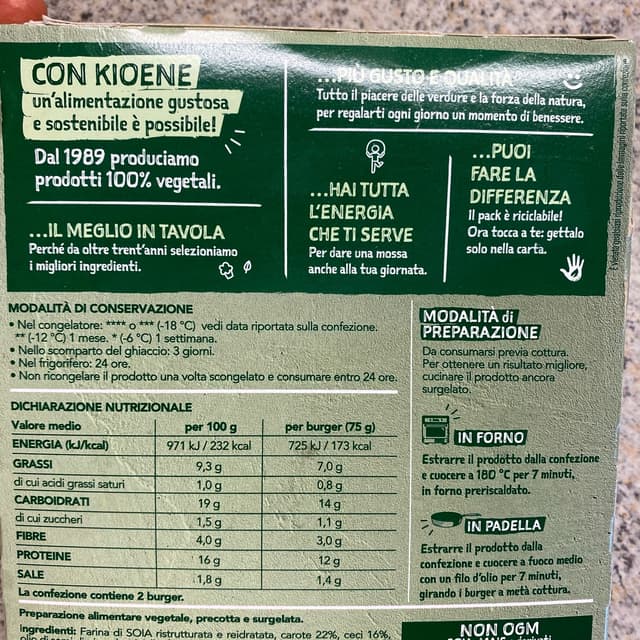 CON KIOENE
un'alimentazione gustosa
e sostenibile è possibile!
Dal 1989 produciamo
prodotti 100% vegetali.
...IL MEGLIO IN TAVOLA
Perché da oltre trent'anni selezioniamo
i migliori ingredienti.
...PIÙ GUSTO E QUALITÀ
Tutto il piacere delle verdure e la forza della natura,
per regalarti ogni giorno un momento di benessere.
...HAI TUTTA
L'ENERGIA
CHE TI SERVE
Per dare una mossa
anche alla tua giornata.
...PUOI
FARE LA
DIFFERENZA
Il pack è riciclabile!
Ora tocca a te: gettalo
solo nella carta.
È vietata qualsiasi riproduzione delle immagini riportate sulla confezione
MODALITÀ DI CONSERVAZIONE
• Nel congelatore: **** o *** (-18 °C) vedi data riportata sulla confezione.
** (-12 °C) 1 mese. * (-6 °C) 1 settimana.
• Nello scomparto del ghiaccio: 3 giorni.
• Nel frigorifero: 24 ore.
• Non ricongelare il prodotto una volta scongelato e consumare entro 24 ore.
DICHIARAZIONE NUTRIZIONALE
Valore medio per 100 g per burger (75 g)
ENERGIA (kJ/kcal) 971 kJ / 232 kcal 725 kJ / 173 kcal
GRASSI 9,3 g 7,0 g
di cui acidi grassi saturi 1,0 g 0,8 g
CARBOIDRATI 19 g 14 g
di cui zuccheri 1,5 g 1,1 g
FIBRE 4,0 g 3,0 g
PROTEINE 16 g 12 g
SALE 1,8 g 1,4 g
La confezione contiene 2 burger.
Preparazione alimentare vegetale, precotta e surgelata.
Ingredienti: Farina di SOIA ristrutturata e reidratata, carote 22%, ceci 16%,
MODALITÀ di
PREPARAZIONE
Da consumarsi previa cottura.
Per ottenere un risultato migliore,
cucinare il prodotto ancora
surgelato.
IN FORNO
Estrarre il prodotto dalla confezione
e cuocere a 180 °C per 7 minuti,
in forno preriscaldato.
IN PADELLA
Estrarre il prodotto dalla
confezione e cuocere a fuoco medio
con un filo d'olio per 7 minuti,
girando i burger a metà cottura.
NON OGM